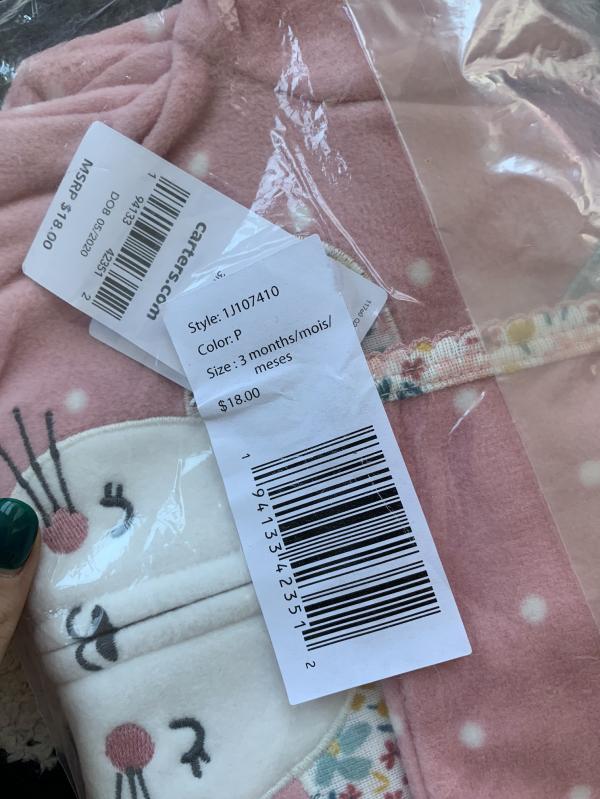 MSRP $18.00
DOB 05/2020
1 94133 42351 2
carters.com
Style: 1J107410
Color: P
Size: 3 months/mois/
meses
$18.00
1 94133 42351 2